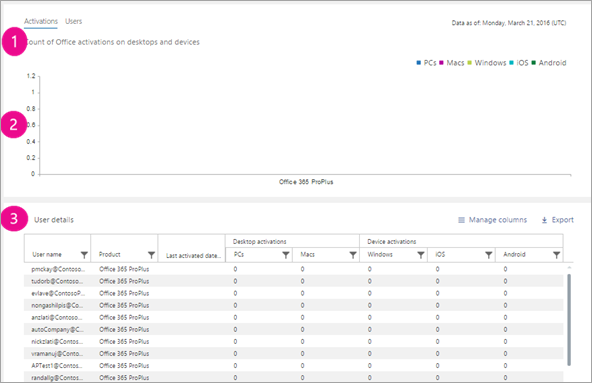 Activations Users
Data as of: Monday, March 21, 2016 (UTC)
1
Count of Office activations on desktops and devices
PCs Macs Windows iOS Android
1.2
1
0.8
2
0.6
0.4
0.2
0
Office 365 ProPlus
3
User details
Manage columns Export
Desktop activations Device activations
User name Product Last activated date... PCs Macs Windows iOS Android
pmckay@Contoso... Office 365 ProPlus 0 0 0 0 0
tudorb@Contoso... Office 365 ProPlus 0 0 0 0 0
evlave@ContosoP... Office 365 ProPlus 0 0 0 0 0
nongashilpis@Co... Office 365 ProPlus 0 0 0 0 0
anzlati@Contoso... Office 365 ProPlus 0 0 0 0 0
autoCompany@C... Office 365 ProPlus 0 0 0 0 0
nickzlati@Contos... Office 365 ProPlus 0 0 0 0 0
vramanuj@Conto... Office 365 ProPlus 0 0 0 0 0
APTest1@Contos... Office 365 ProPlus 0 0 0 0 0
randallg@Contos... Office 365 ProPlus 0 0 0 0 0